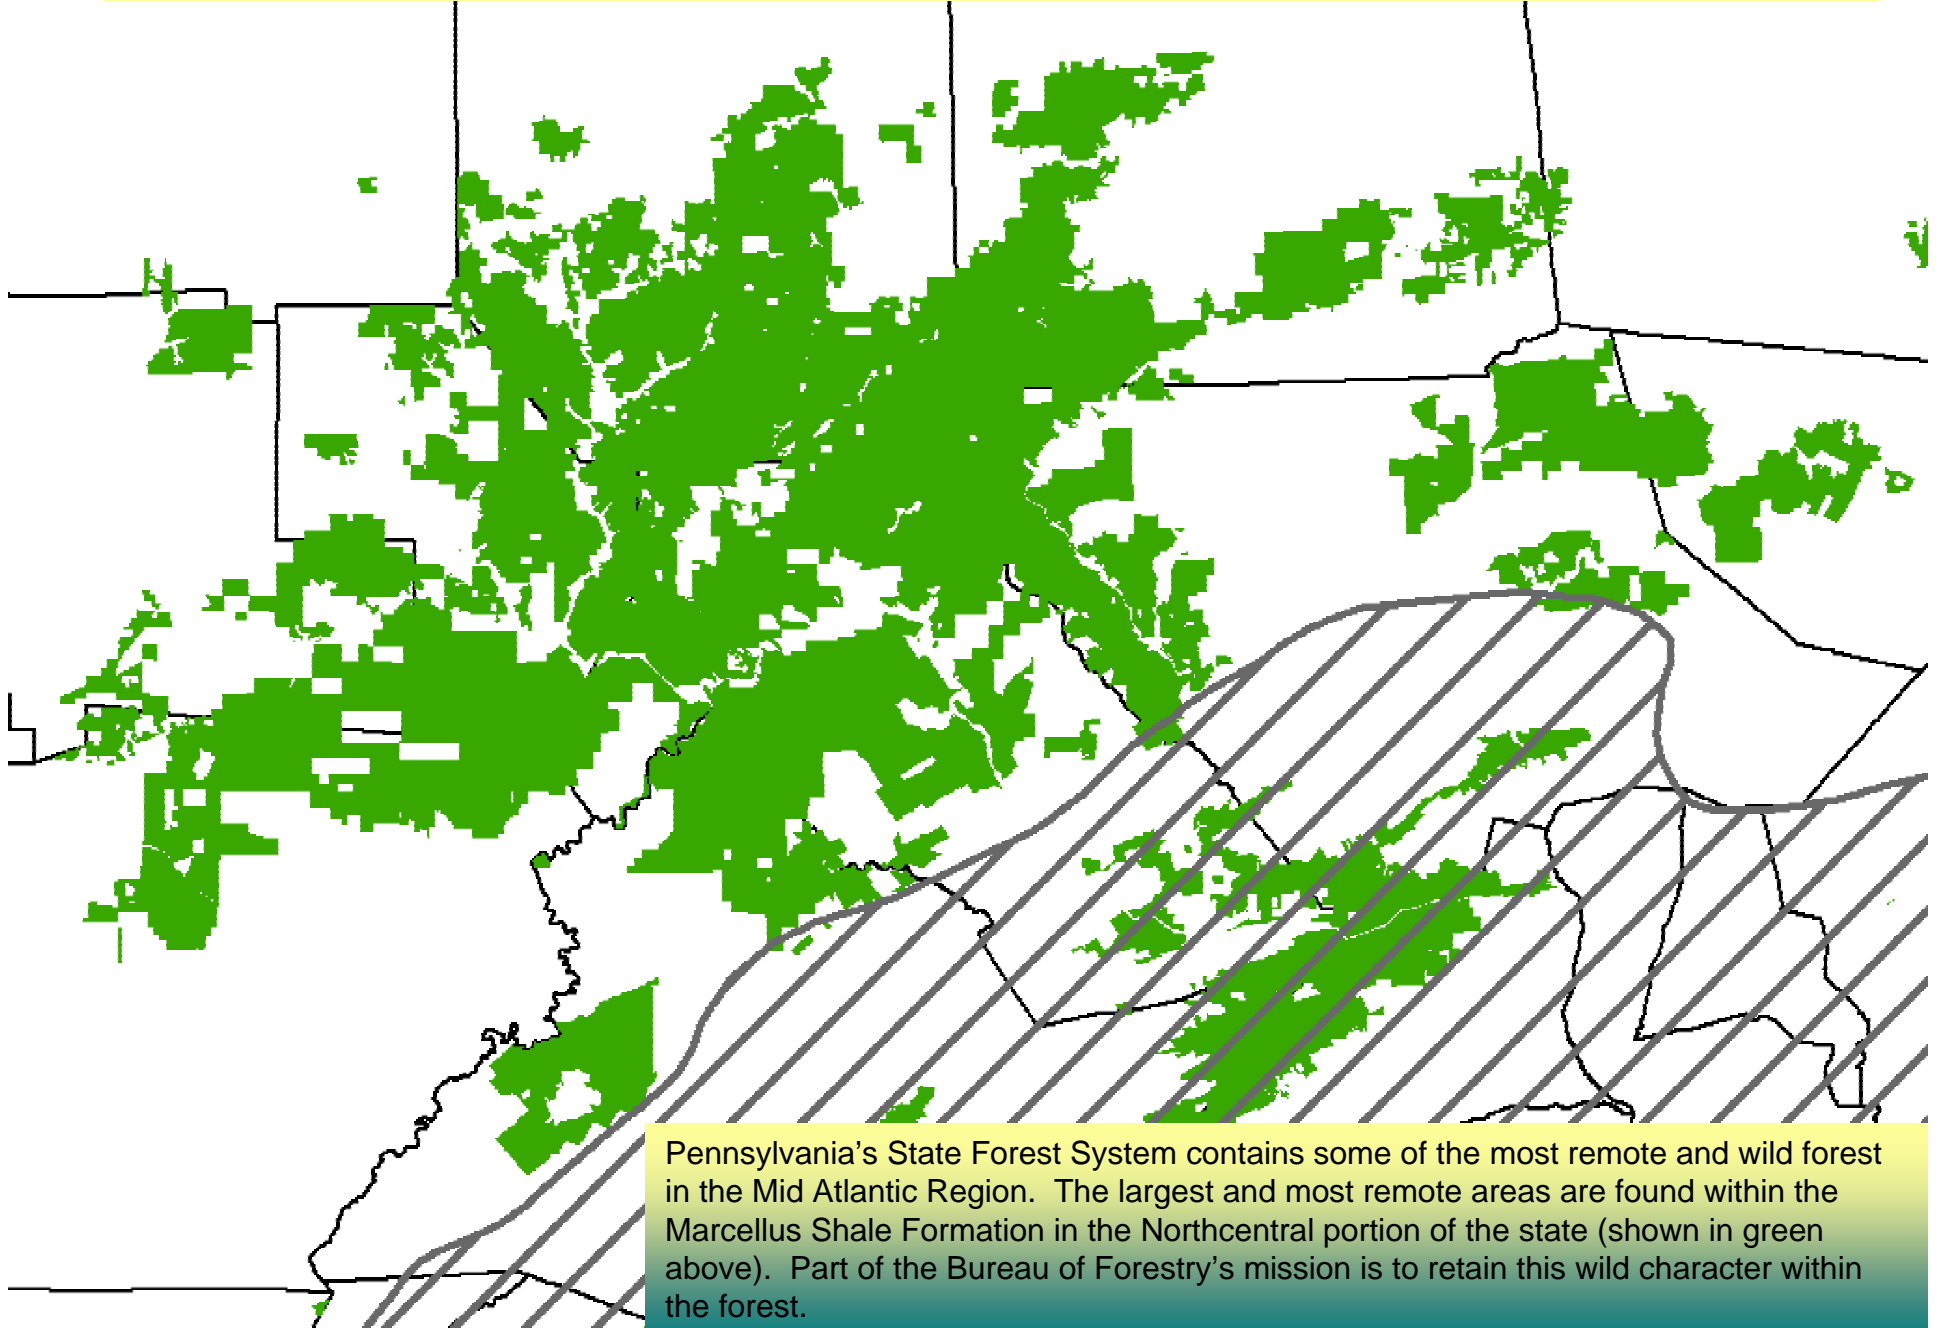 Pennsylvania’s State Forest System contains some of the most remote and wild forest
in the Mid Atlantic Region.  The largest and most remote areas are found within the
Marcellus Shale Formation in the Northcentral portion of the state (shown in green
above).  Part of the Bureau of Forestry’s mission is to retain this wild character within
the forest.